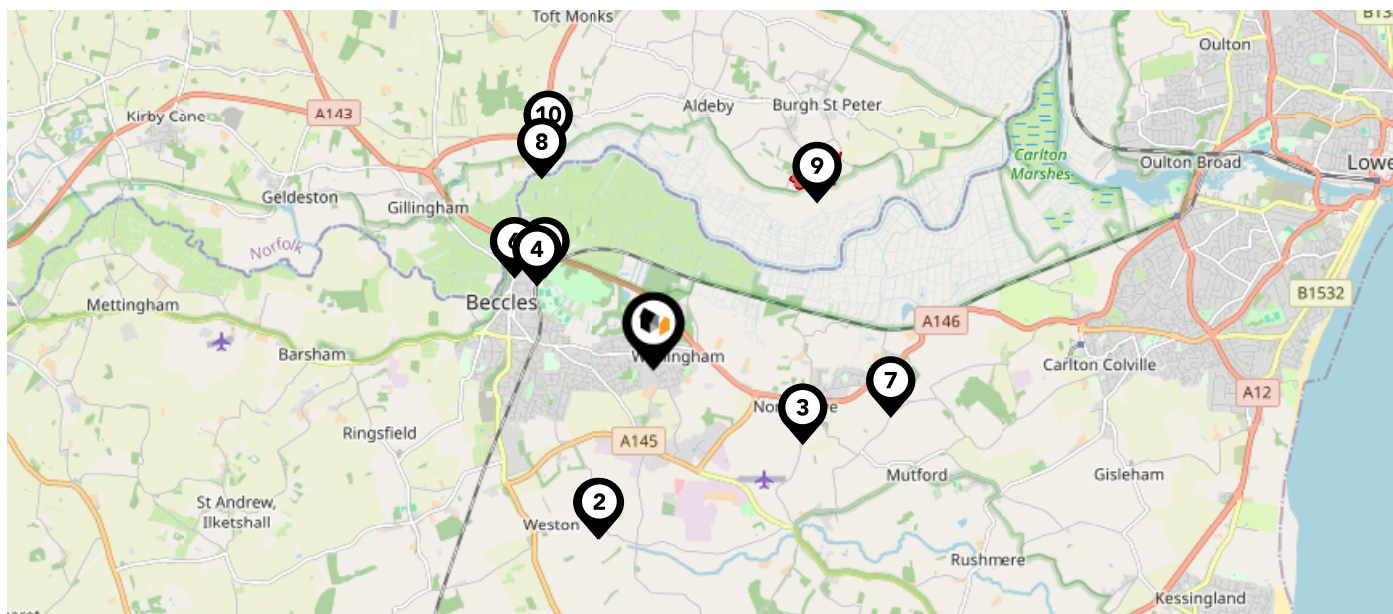 Toft Monks
Oulton
Kirby Cane
A143
10
Aldeby
Burgh St Peter
8
9
Carlton
Marshes
Oulton Broad
Geldeston
Gillingham
Norfolk
4
Mettingham
Beccles
B1532
A146
Barsham
Carlton Colville
7
A12
3
Ringsfield
A145
Mutford
Gisleham
2
St Andrew,
Ilketshall
Weston
Rushmere
Kessingland